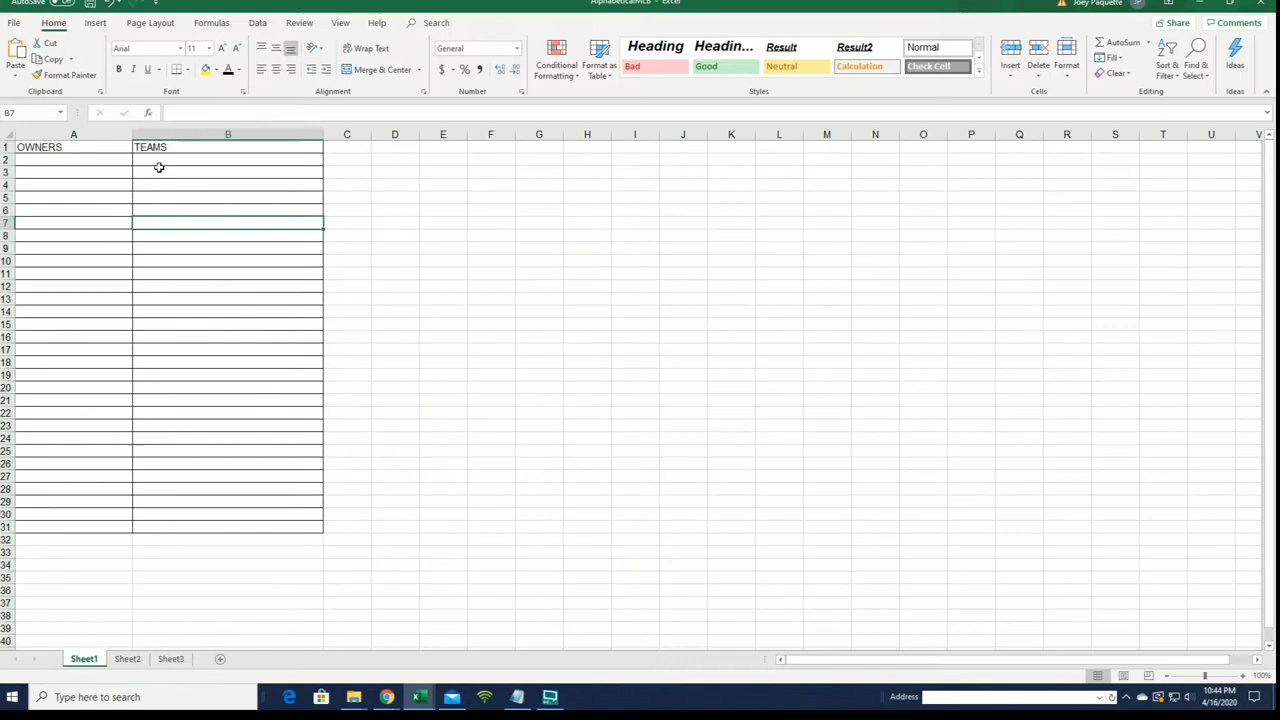 AutoSave Off AlphabeticalMLB - Excel Joey Paquette JP
File Home Insert Page Layout Formulas Data Review View Help Search Share Comments
Paste Cut Copy Format Painter Clipboard
Arial 11 B I U A Font
Wrap Text Merge & Center Alignment
General $ % Number
Conditional Formatting Format as Table
Heading Headin... Result Result2 Normal
Bad Good Neutral Calculation Check Cell
Styles
Insert Delete Format Cells
AutoSum Fill Clear Sort & Filter Find & Select Editing
Ideas
B7 fx
A B C D E F G H I J K L M N O P Q R S T U V
1 OWNERS TEAMS
2
3
4
5
6
7
8
9
10
11
12
13
14
15
16
17
18
19
20
21
22
23
24
25
26
27
28
29
30
31
32
33
34
35
36
37
38
39
40
Sheet1 Sheet2 Sheet3
100%
Type here to search Address 10:44 PM
4/16/2020